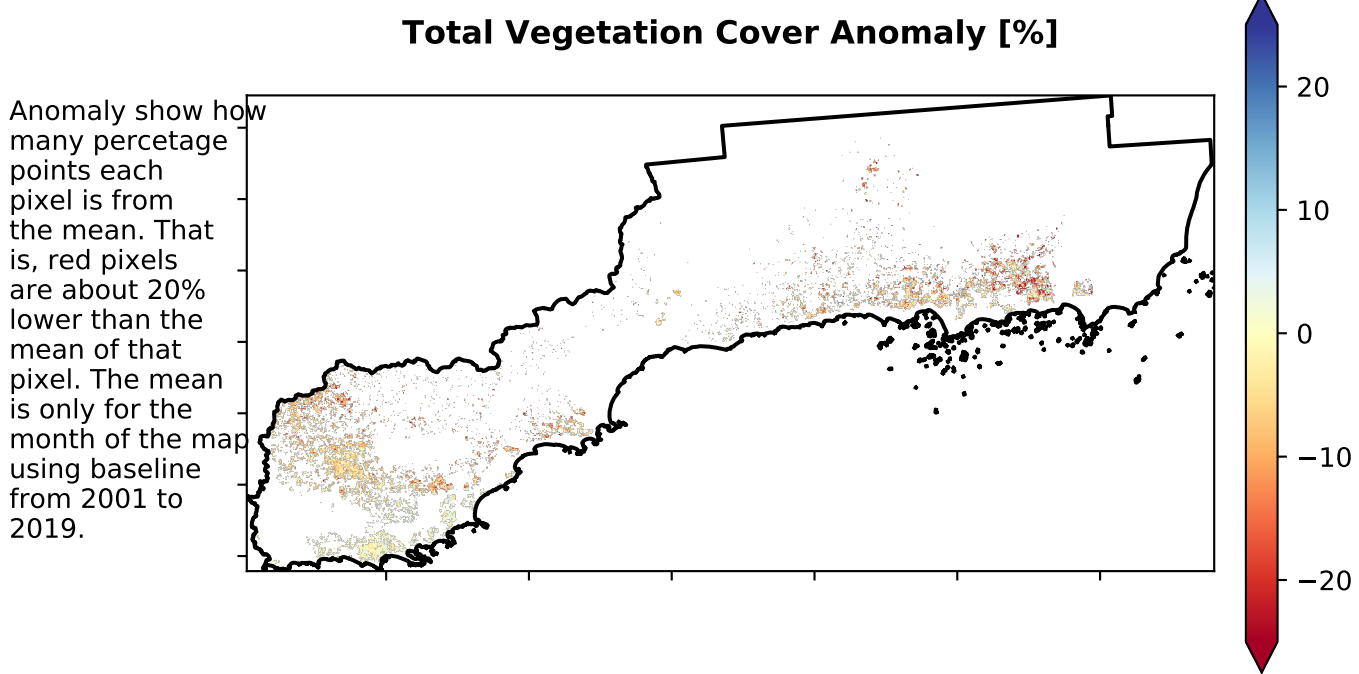 Total Vegetation Cover Anomaly [%]
Anomaly show how
many percetage
points each
pixel is from
the mean. That
is, red pixels
are about 20%
lower than the
mean of that
pixel. The mean
is only for the
month of the map
using baseline
from 2001 to
2019.
20
10
0
−10
−20